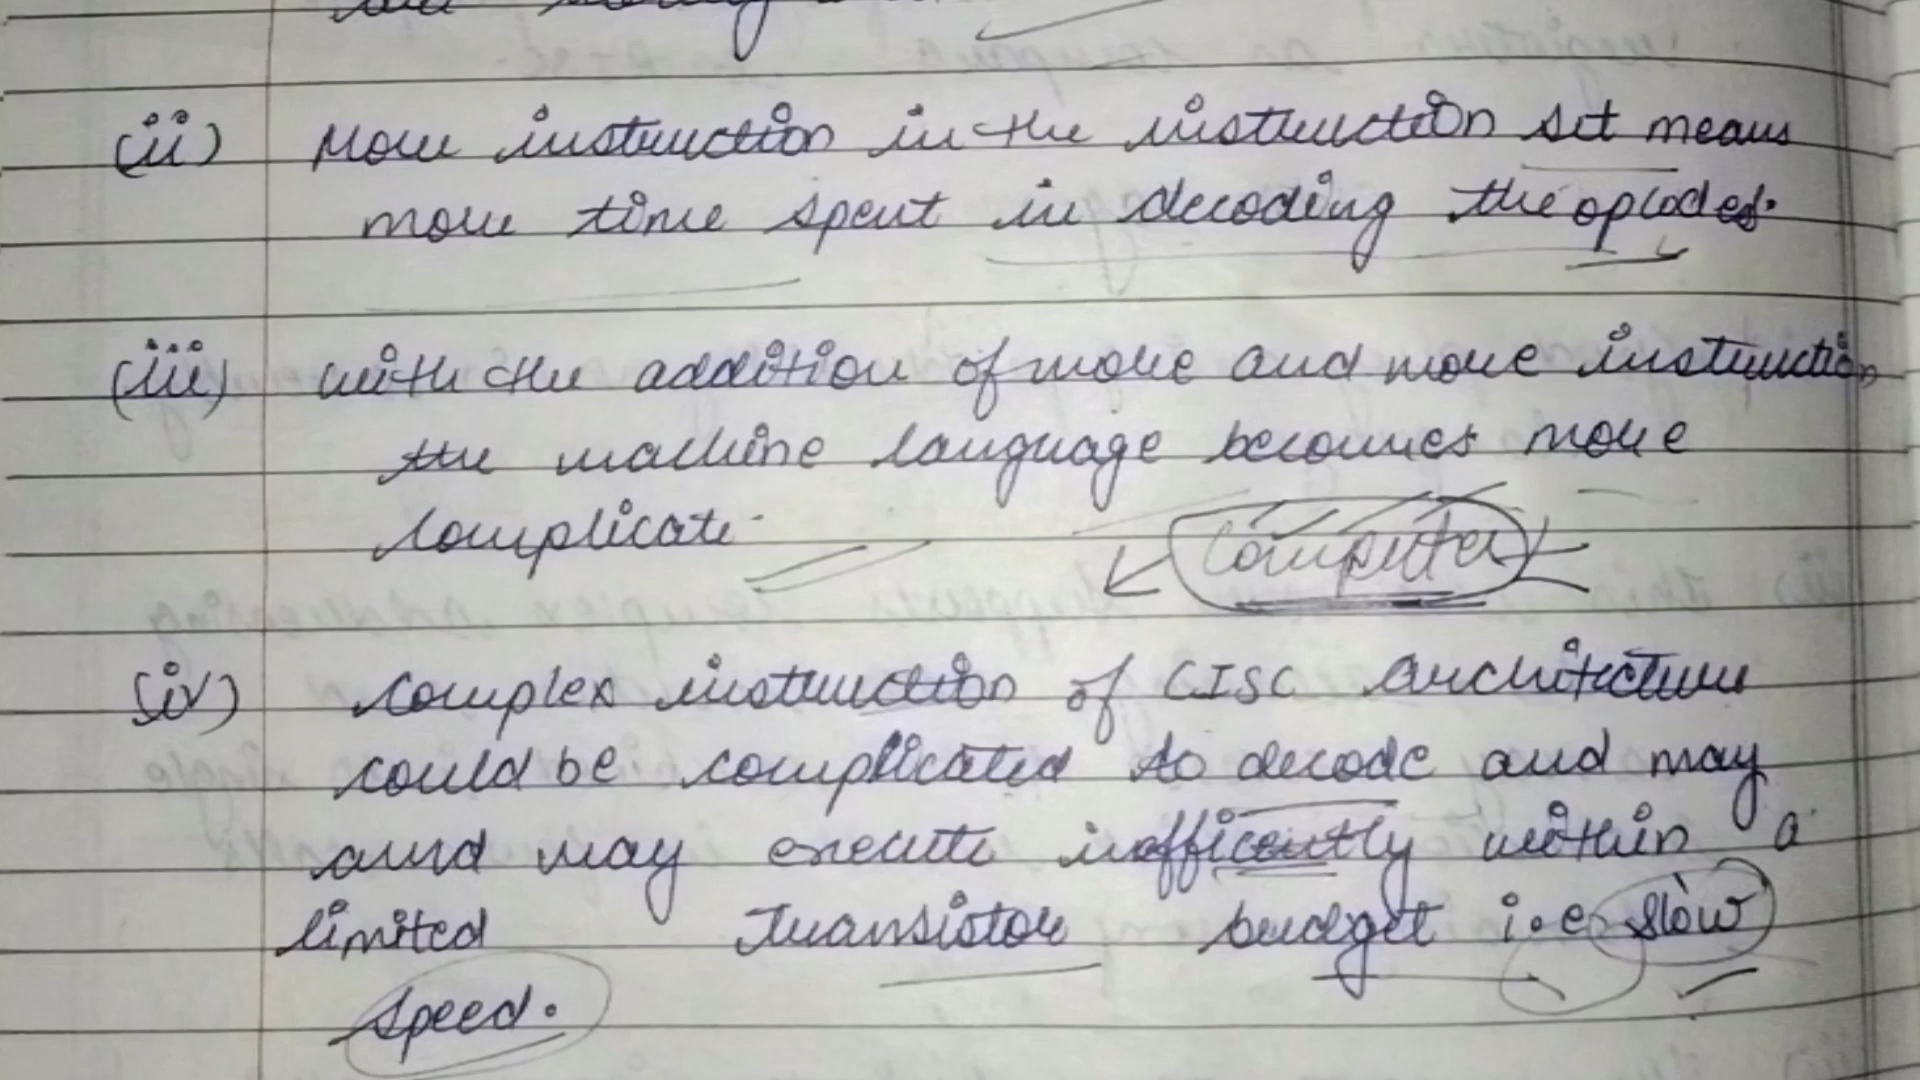 (ii) More instruction in the instruction set means
more time spent in decoding the opcodes.
(iii) with the addition of more and more instruction
the machine language becomes more
complicate.
Computer
(iv) Complex instruction of CISC architecture
could be complicated to decode and may
and may execute inefficently within a
limited transistor budget i.e. slow
speed.